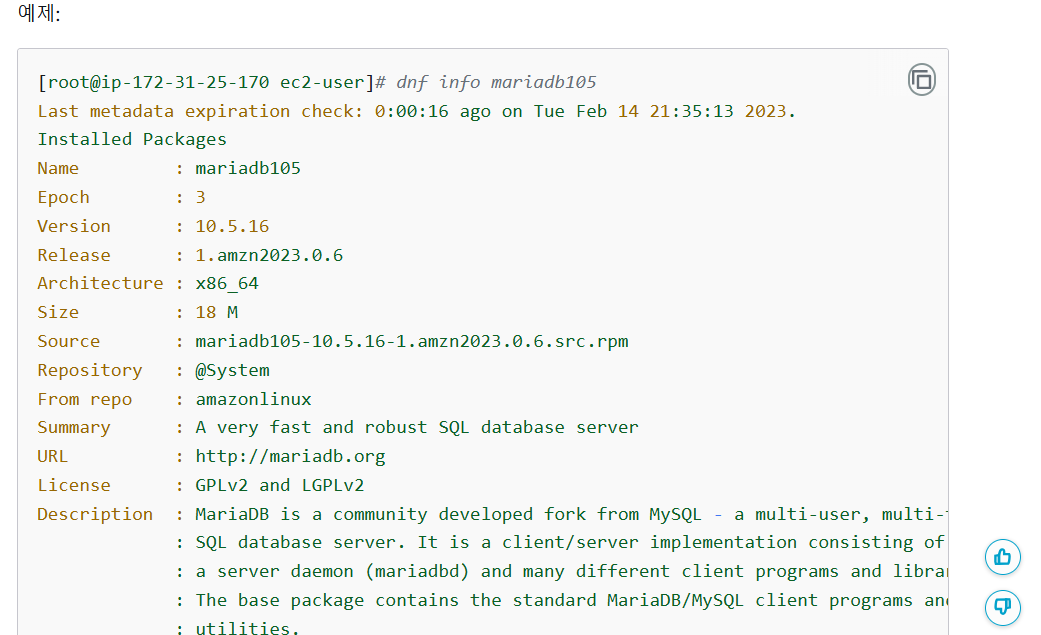 예제:
[root@ip-172-31-25-170 ec2-user]# dnf info mariadb105
Last metadata expiration check: 0:00:16 ago on Tue Feb 14 21:35:13 2023.
Installed Packages
Name         : mariadb105
Epoch        : 3
Version      : 10.5.16
Release      : 1.amzn2023.0.6
Architecture : x86_64
Size         : 18 M
Source       : mariadb105-10.5.16-1.amzn2023.0.6.src.rpm
Repository   : @System
From repo    : amazonlinux
Summary      : A very fast and robust SQL database server
URL          : http://mariadb.org
License      : GPLv2 and LGPLv2
Description  : MariaDB is a community developed fork from MySQL - a multi-user, multi-
             : SQL database server. It is a client/server implementation consisting of
             : a server daemon (mariadbd) and many different client programs and
             : The base package contains the standard MariaDB/MySQL client programs
             : utilities.